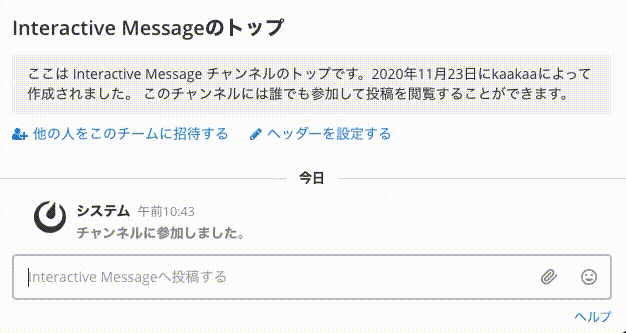 Interactive Messageのトップ
ここは Interactive Message チャンネルのトップです。2020年11月23日にkaakaaによって
作成されました。 このチャンネルには誰でも参加して投稿を閲覧することができます。
他の人をこのチームに招待する ヘッダーを設定する
今日
システム 午前10:43
チャンネルに参加しました。
Interactive Messageへ投稿する
ヘルプ